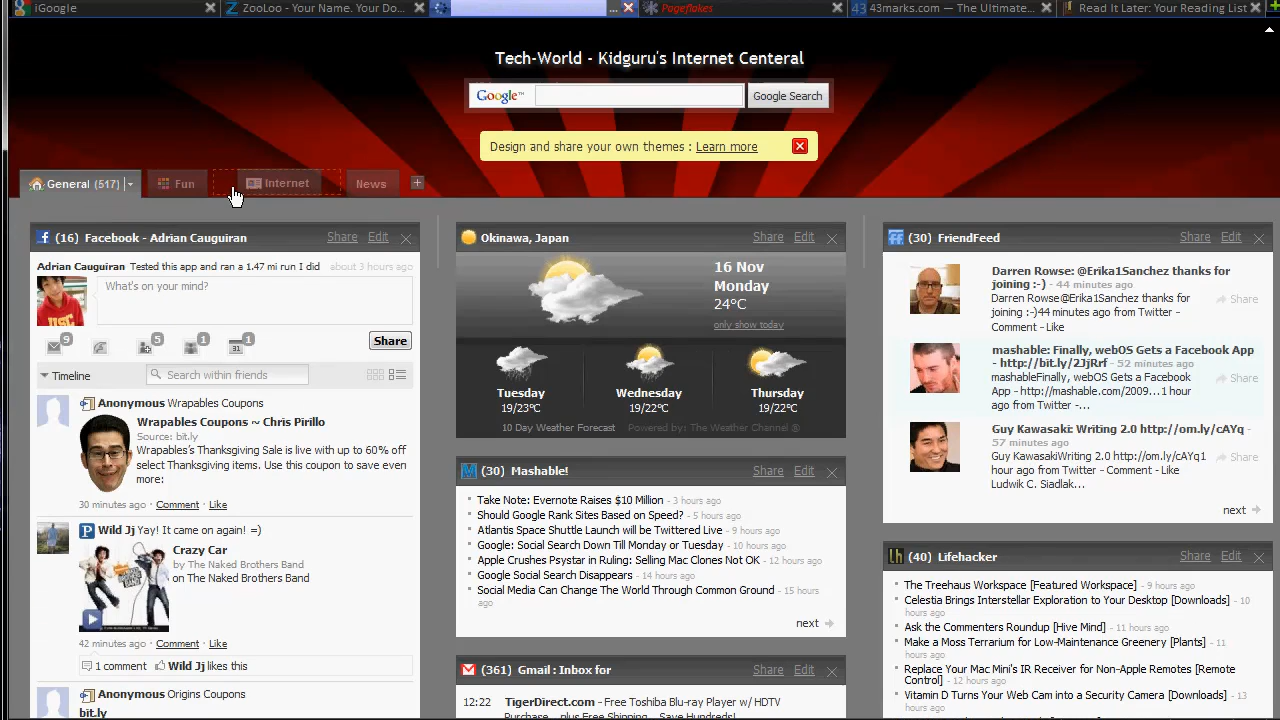 iGoogle
ZooLoo - Your Name. Your Do...
...
Pageflakes
43 43marks.com — The Ultimate...
Read It Later: Your Reading List
Tech-World - Kidguru's Internet Centeral
Google™
Google Search
Design and share your own themes : Learn more
General (517)
Fun
Internet
News
(16) Facebook - Adrian Cauguiran
Share Edit
Adrian Cauguiran Tested this app and ran a 1.47 mi run I did about 3 hours ago
What's on your mind?
9
5
1
31
1
Share
Timeline
Search within friends
Anonymous Wrapables Coupons
Wrapables Coupons ~ Chris Pirillo
Source: bit.ly
Wrapables's Thanksgiving Sale is live with up to 60% off
select Thanksgiving items. Use this coupon to save even
more:
30 minutes ago · Comment · Like
Wild Jj Yay! It came on again! =)
Crazy Car
by The Naked Brothers Band
on The Naked Brothers Band
42 minutes ago · Comment · Like
1 comment Wild Jj likes this
Anonymous Origins Coupons
bit.ly
Okinawa, Japan
Share Edit
16 Nov
Monday
24°C
only show today
Tuesday
19/23°C
Wednesday
19/22°C
Thursday
19/22°C
10 Day Weather Forecast Powered by: The Weather Channel ®
M (30) Mashable!
Share Edit
Take Note: Evernote Raises $10 Million - 3 hours ago
Should Google Rank Sites Based on Speed? - 5 hours ago
Atlantis Space Shuttle Launch will be Twittered Live - 9 hours ago
Google: Social Search Down Till Monday or Tuesday - 10 hours ago
Apple Crushes Psystar in Ruling: Selling Mac Clones Not OK - 12 hours ago
Google Social Search Disappears - 14 hours ago
Social Media Can Change The World Through Common Ground - 15 hours
ago
next
(361) Gmail : Inbox for
Share Edit
12:22 TigerDirect.com - Free Toshiba Blu-ray Player w/ HDTV
Purchase... plus Free Shipping... Save Hundreds!
ff (30) FriendFeed
Share Edit
Darren Rowse: @Erika1Sanchez thanks for
joining :-) - 44 minutes ago
Darren Rowse@Erika1Sanchez thanks for
joining :-)44 minutes ago from Twitter -
Comment - Like
Share
mashable: Finally, webOS Gets a Facebook
App - http://bit.ly/2JjRrf - 52 minutes ago
mashableFinally, webOS Gets a Facebook
App - http://mashable.com/2009...1 hour
ago from Twitter -...
Share
Guy Kawasaki: Writing 2.0 http://om.ly/cAYq -
57 minutes ago
Guy KawasakiWriting 2.0 http://om.ly/cAYq1
hour ago from Twitter - Comment - Like
Ludwik C. Siadlak...
Share
next
lh (40) Lifehacker
Share Edit
The Treehaus Workspace [Featured Workspace] - 9 hours ago
Celestia Brings Interstellar Exploration to Your Desktop [Downloads] - 10
hours ago
Ask the Commenters Roundup [Hive Mind] - 11 hours ago
Make a Moss Terrarium for Low-Maintenance Greenery [Plants] - 11
hours ago
Replace Your Mac Mini's IR Receiver for Non-Apple Remotes [Remote
Control] - 12 hours ago
Vitamin D Turns Your Web Cam into a Security Camera [Downloads] - 12
hours ago